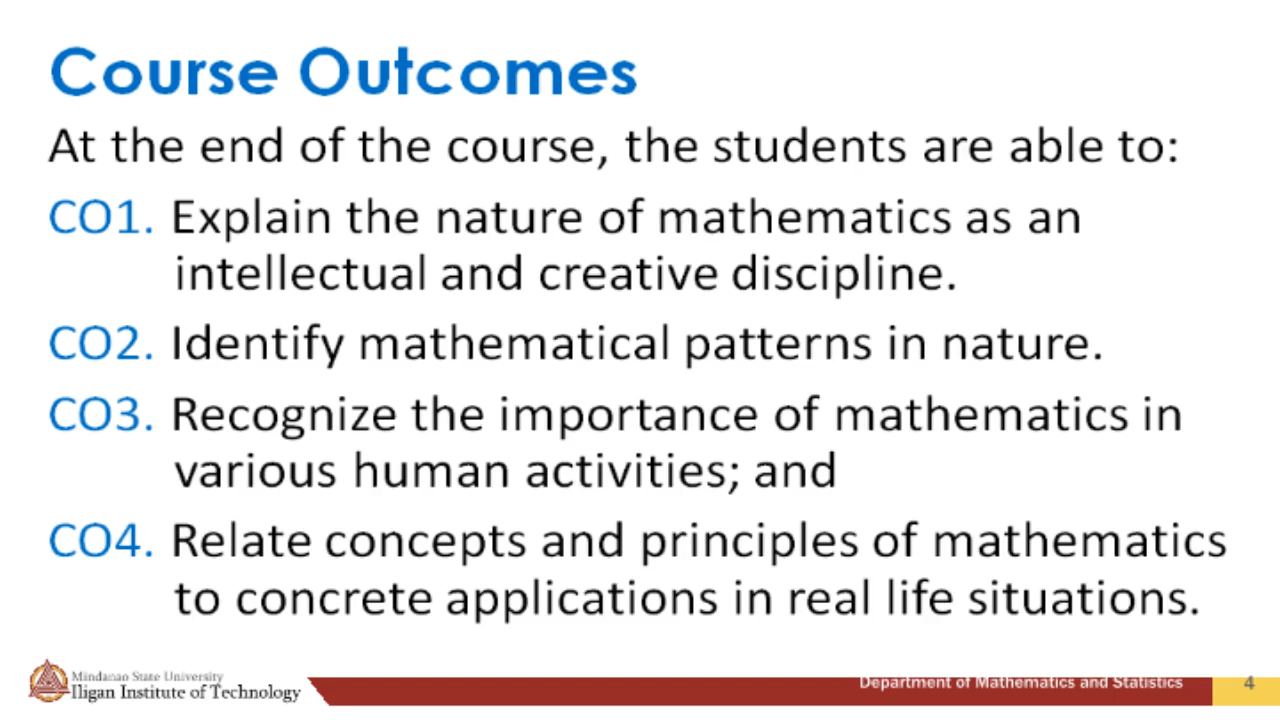 Course Outcomes
At the end of the course, the students are able to:
CO1. Explain the nature of mathematics as an
intellectual and creative discipline.
CO2. Identify mathematical patterns in nature.
CO3. Recognize the importance of mathematics in
various human activities; and
CO4. Relate concepts and principles of mathematics
to concrete applications in real life situations.
Mindanao State University
Iligan Institute of Technology
Department of Mathematics and Statistics
4